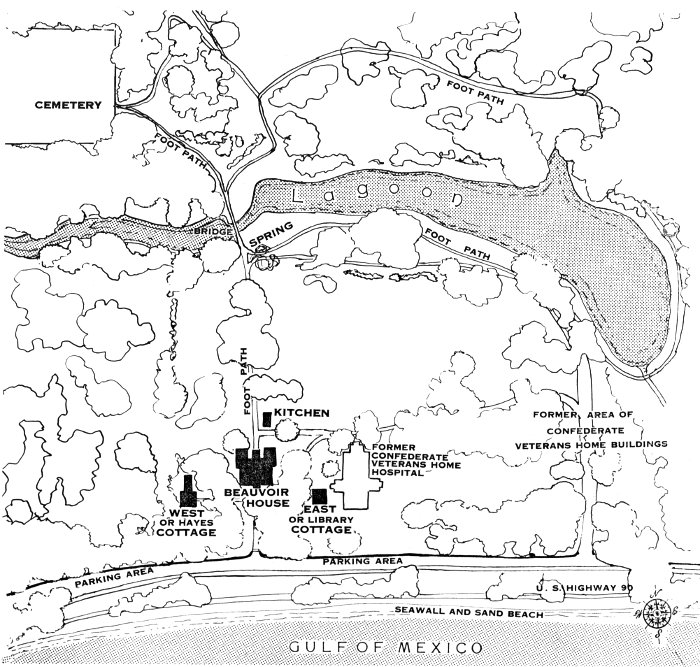 CEMETERY
FOOT PATH
FOOT PATH
Lagoon
BRIDGE
SPRING
FOOT PATH
FOOT PATH
KITCHEN
FORMER AREA OF
CONFEDERATE
VETERANS HOME BUILDINGS
FORMER
CONFEDERATE
VETERANS HOME
HOSPITAL
BEAUVOIR
HOUSE
WEST
OR HAYES
COTTAGE
EAST
OR LIBRARY
COTTAGE
PARKING AREA
PARKING AREA
U. S. HIGHWAY 90
SEAWALL AND SAND BEACH
GULF OF MEXICO
N
W
E
S